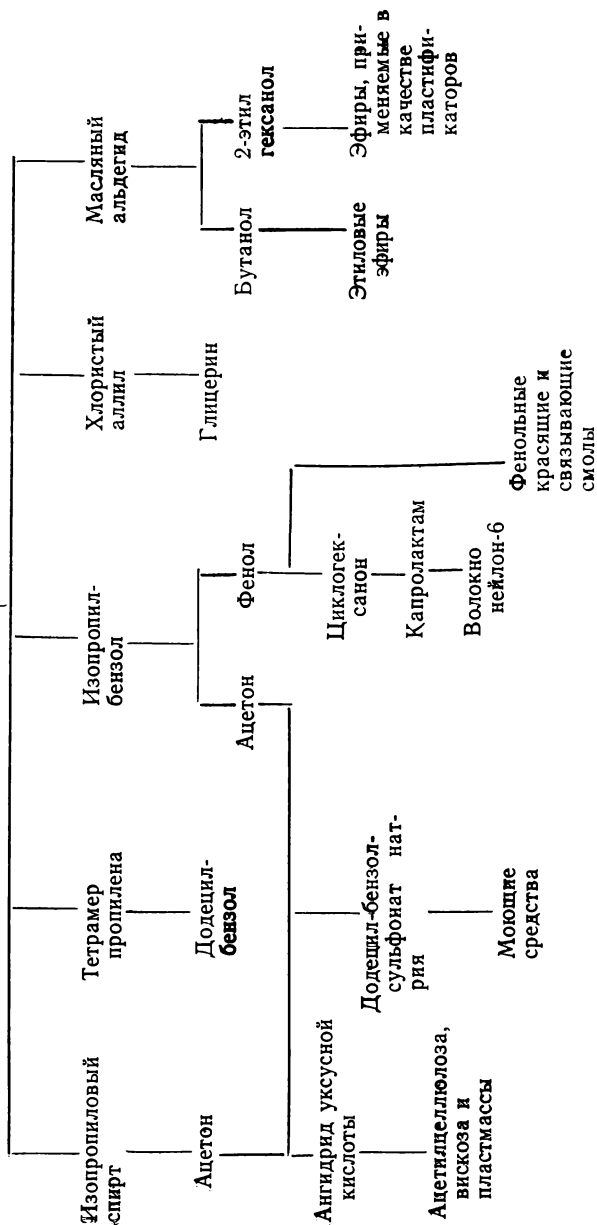 Изопропиловый
спирт
Тетрамер
пропилена
Изопропил-
бензол
Хлористый
аллил
Масляный
альдегид
Ацетон
Додецил-
бензол
Ацетон
Фенол
Глицерин
Бутанол
2-этил
гексанол
Ангидрид уксусной
кислоты
Додецил-бензол-
сульфонат нат-
рия
Циклогек-
санон
Этиловые
эфиры
Эфиры, при-
меняемые в
качестве
пластифи-
каторов
Капролактам
Ацетилцеллюлоза,
вискоза и
пластмассы
Моющие
средства
Волокно
нейлон-6
Фенольные
красящие и
связывающие
смолы